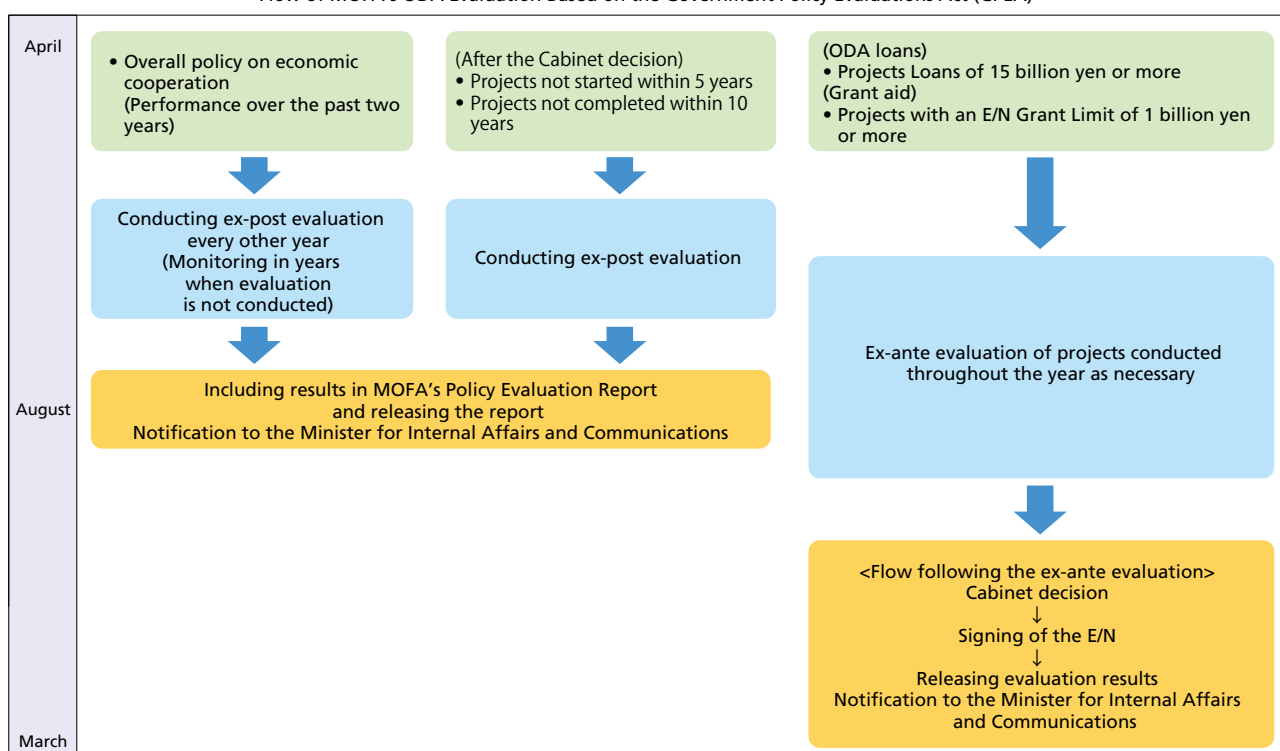 April
• Overall policy on economic
cooperation
(Performance over the past two
years)
(After the Cabinet decision)
• Projects not started within 5 years
• Projects not completed within 10
years
(ODA loans)
• Projects Loans of 15 billion yen or more
(Grant aid)
• Projects with an E/N Grant Limit of 1 billion yen
or more
Conducting ex-post evaluation
every other year
(Monitoring in years
when evaluation
is not conducted)
Conducting ex-post evaluation
Ex-ante evaluation of projects conducted
throughout the year as necessary
August
Including results in MOFA's Policy Evaluation Report
and releasing the report
Notification to the Minister for Internal Affairs and Communications
<Flow following the ex-ante evaluation>
Cabinet decision
↓
Signing of the E/N
↓
Releasing evaluation results
Notification to the Minister for Internal Affairs
and Communications
March